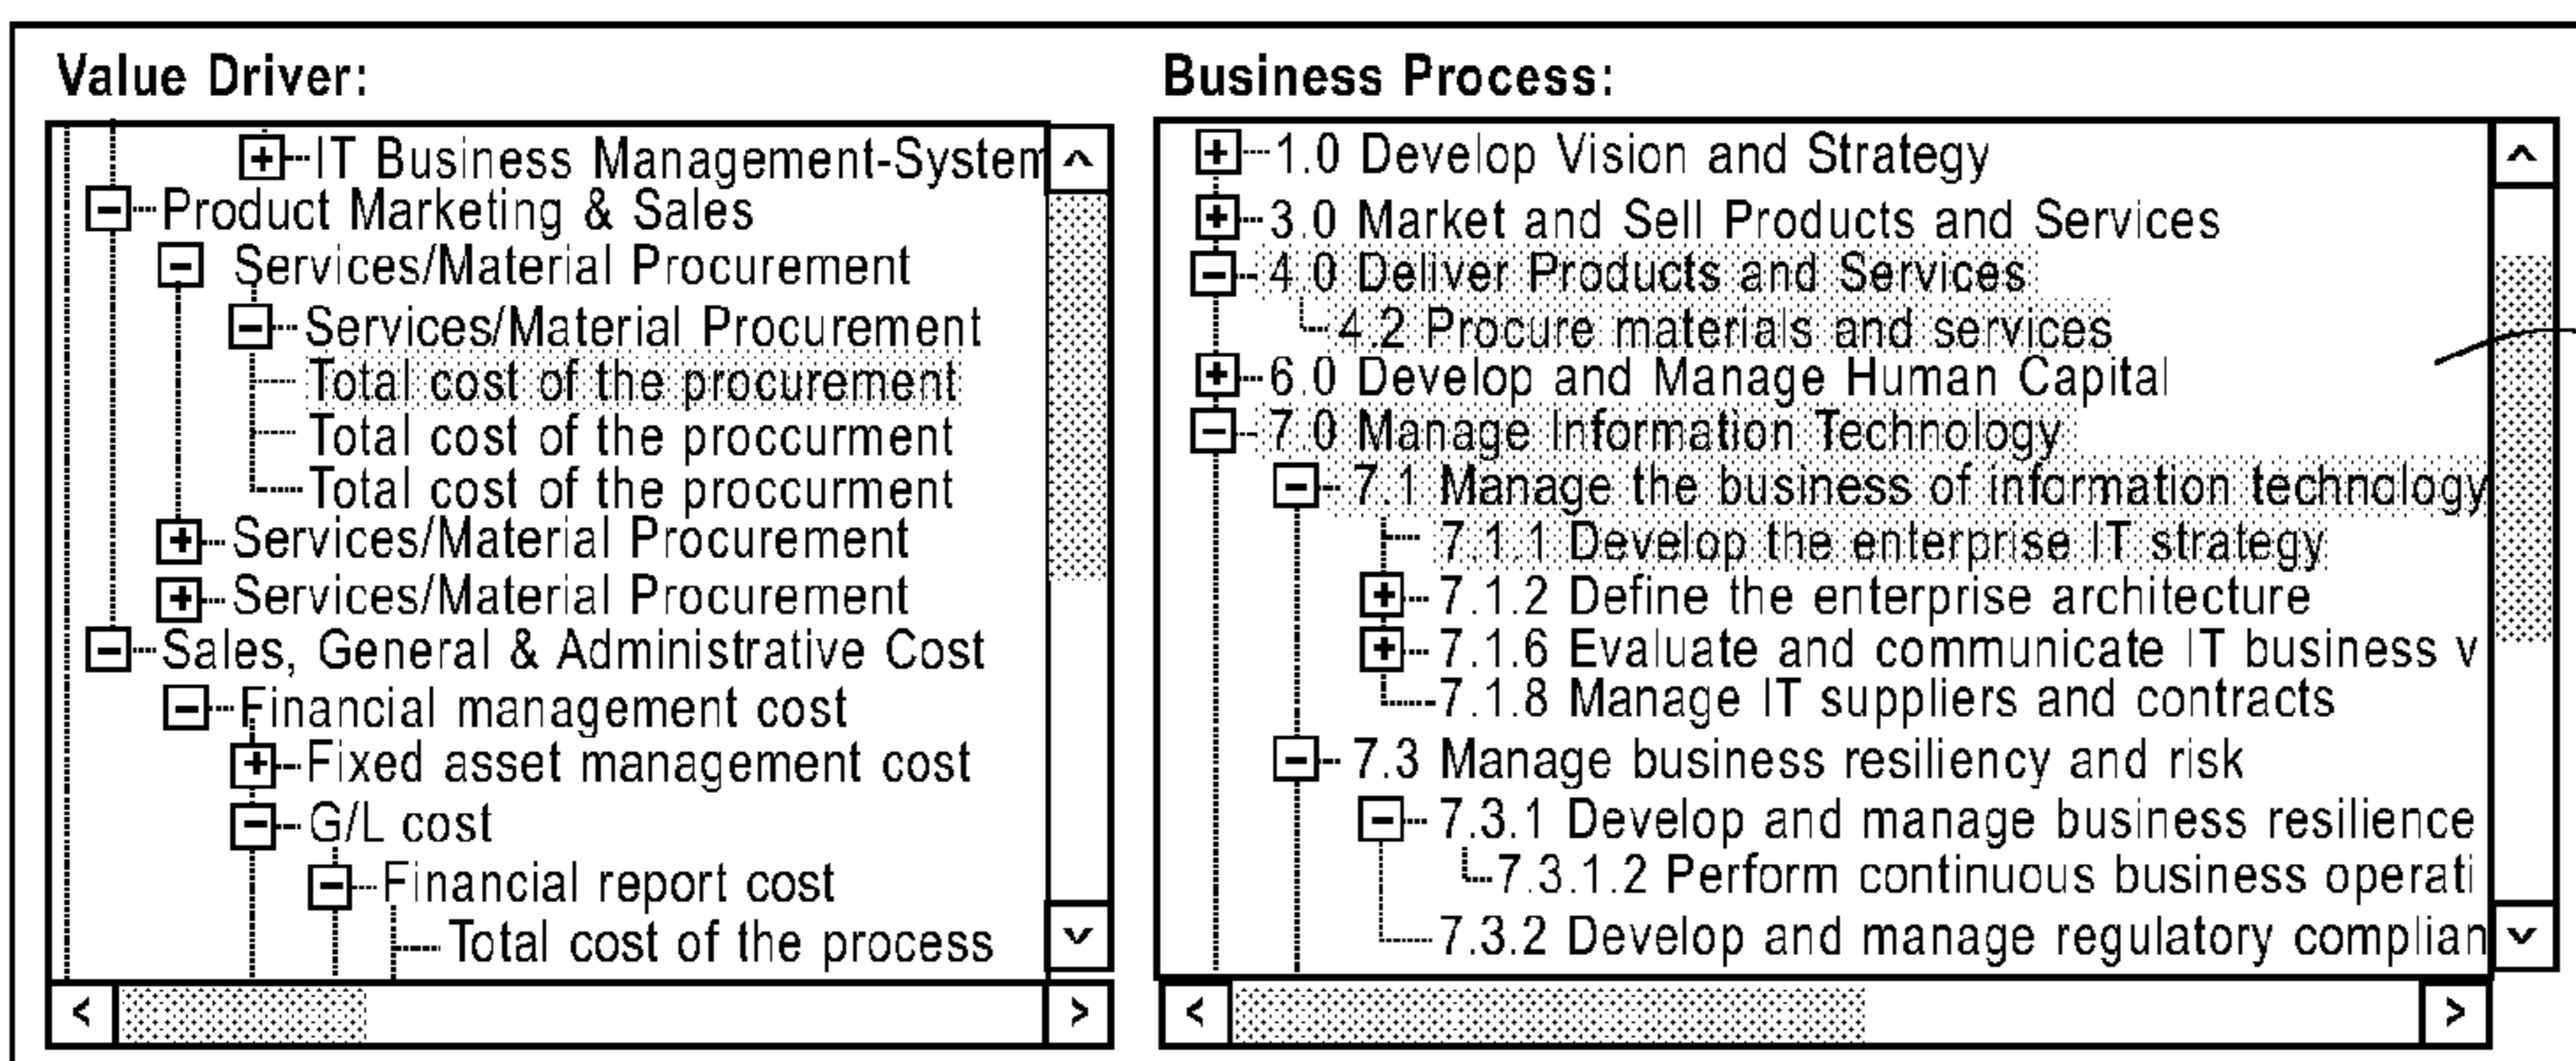 Value Driver:
IT Business Management-System
Product Marketing & Sales
Services/Material Procurement
Services/Material Procurement
Total cost of the procurement
Total cost of the proccurment
Total cost of the proccurment
Services/Material Procurement
Services/Material Procurement
Sales, General & Administrative Cost
Financial management cost
Fixed asset management cost
G/L cost
Financial report cost
Total cost of the process
Business Process:
1.0 Develop Vision and Strategy
3.0 Market and Sell Products and Services
4.0 Deliver Products and Services
4.2 Procure materials and services
6.0 Develop and Manage Human Capital
7.0 Manage Information Technology
7.1 Manage the business of information technology
7.1.1 Develop the enterprise IT strategy
7.1.2 Define the enterprise architecture
7.1.6 Evaluate and communicate IT business v
7.1.8 Manage IT suppliers and contracts
7.3 Manage business resiliency and risk
7.3.1 Develop and manage business resilience
7.3.1.2 Perform continuous business operati
7.3.2 Develop and manage regulatory complian